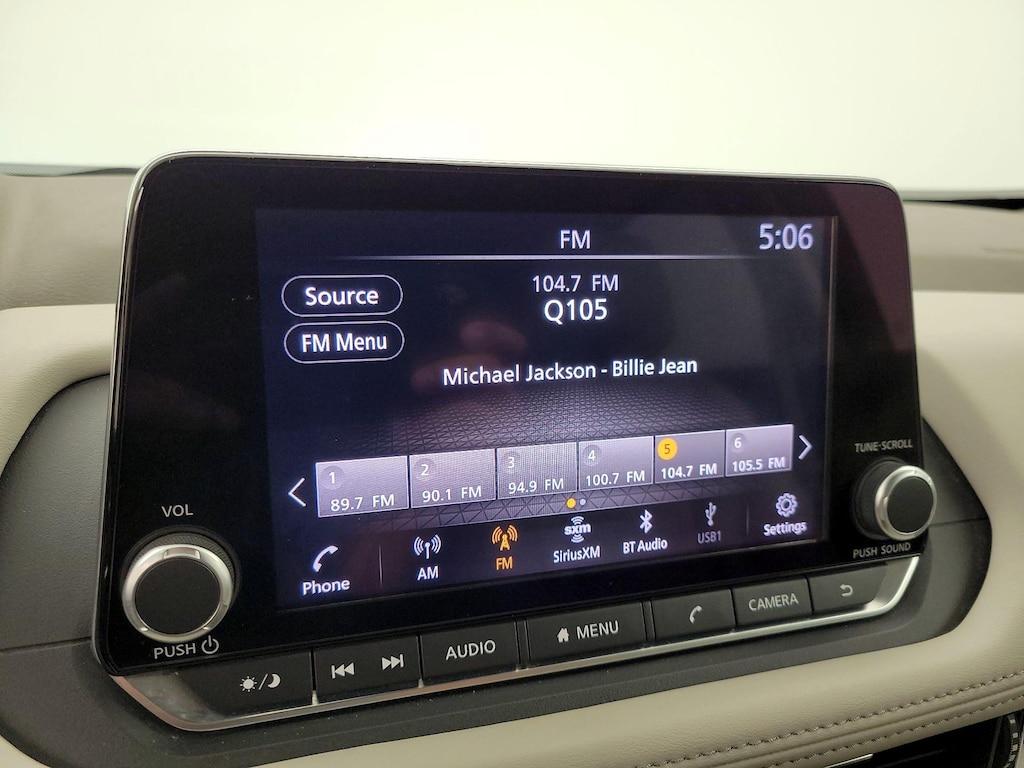 FM
5:06
Source
104.7 FM
Q105
FM Menu
Michael Jackson - Billie Jean
1
89.7 FM
2
90.1 FM
3
94.9 FM
4
100.7 FM
5
104.7 FM
6
105.5 FM
Phone
AM
FM
sxm
SiriusXM
BT Audio
USB1
Settings
VOL
PUSH
TUNE·SCROLL
PUSH SOUND
AUDIO
MENU
CAMERA